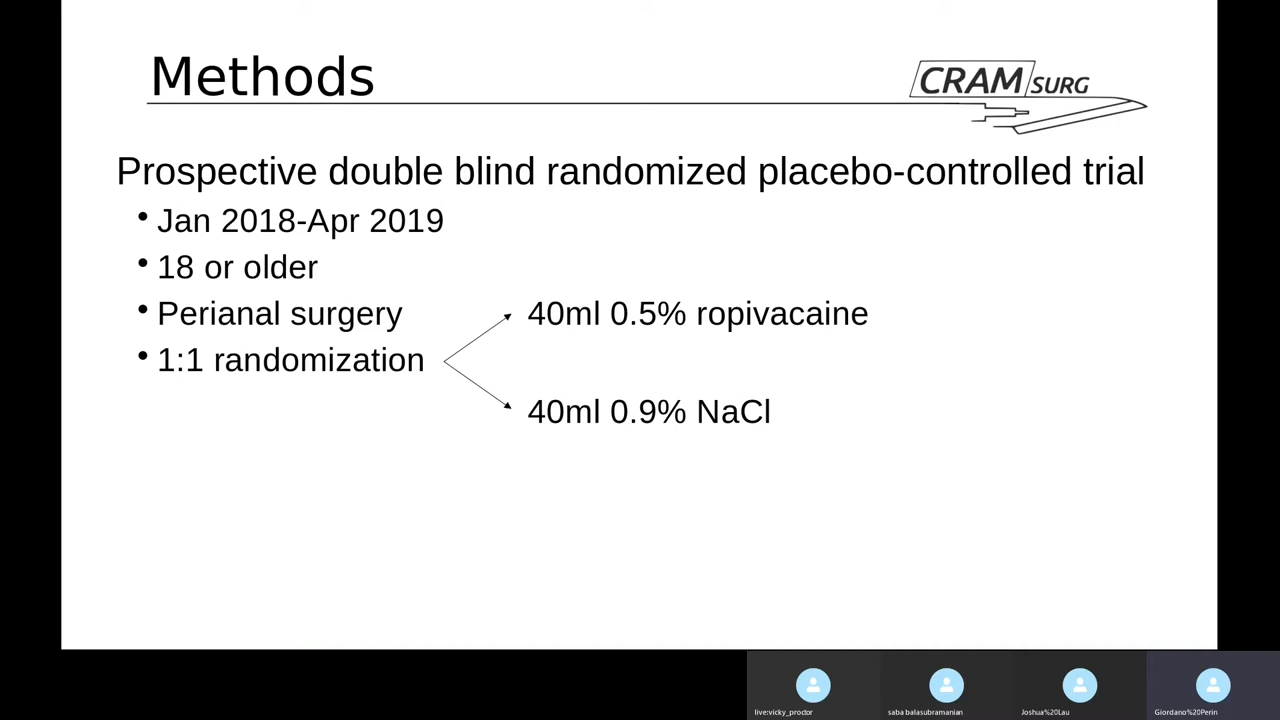 Methods
CRAM SURG
Prospective double blind randomized placebo-controlled trial
• Jan 2018-Apr 2019
• 18 or older
• Perianal surgery
40ml 0.5% ropivacaine
• 1:1 randomization
40ml 0.9% NaCl
live:vicky_proctor
saba balasubramanian
Joshua%20Lau
Giordano%20Perin